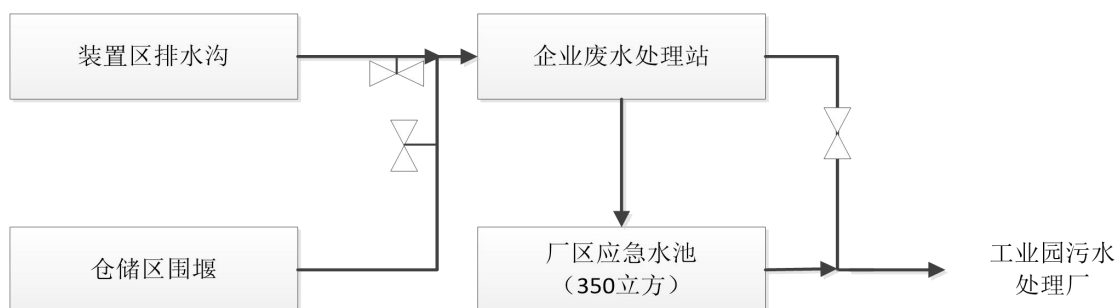 装置区排水沟
企业废水处理站
仓储区围堰
厂区应急水池
（350立方）
工业园污水
处理厂